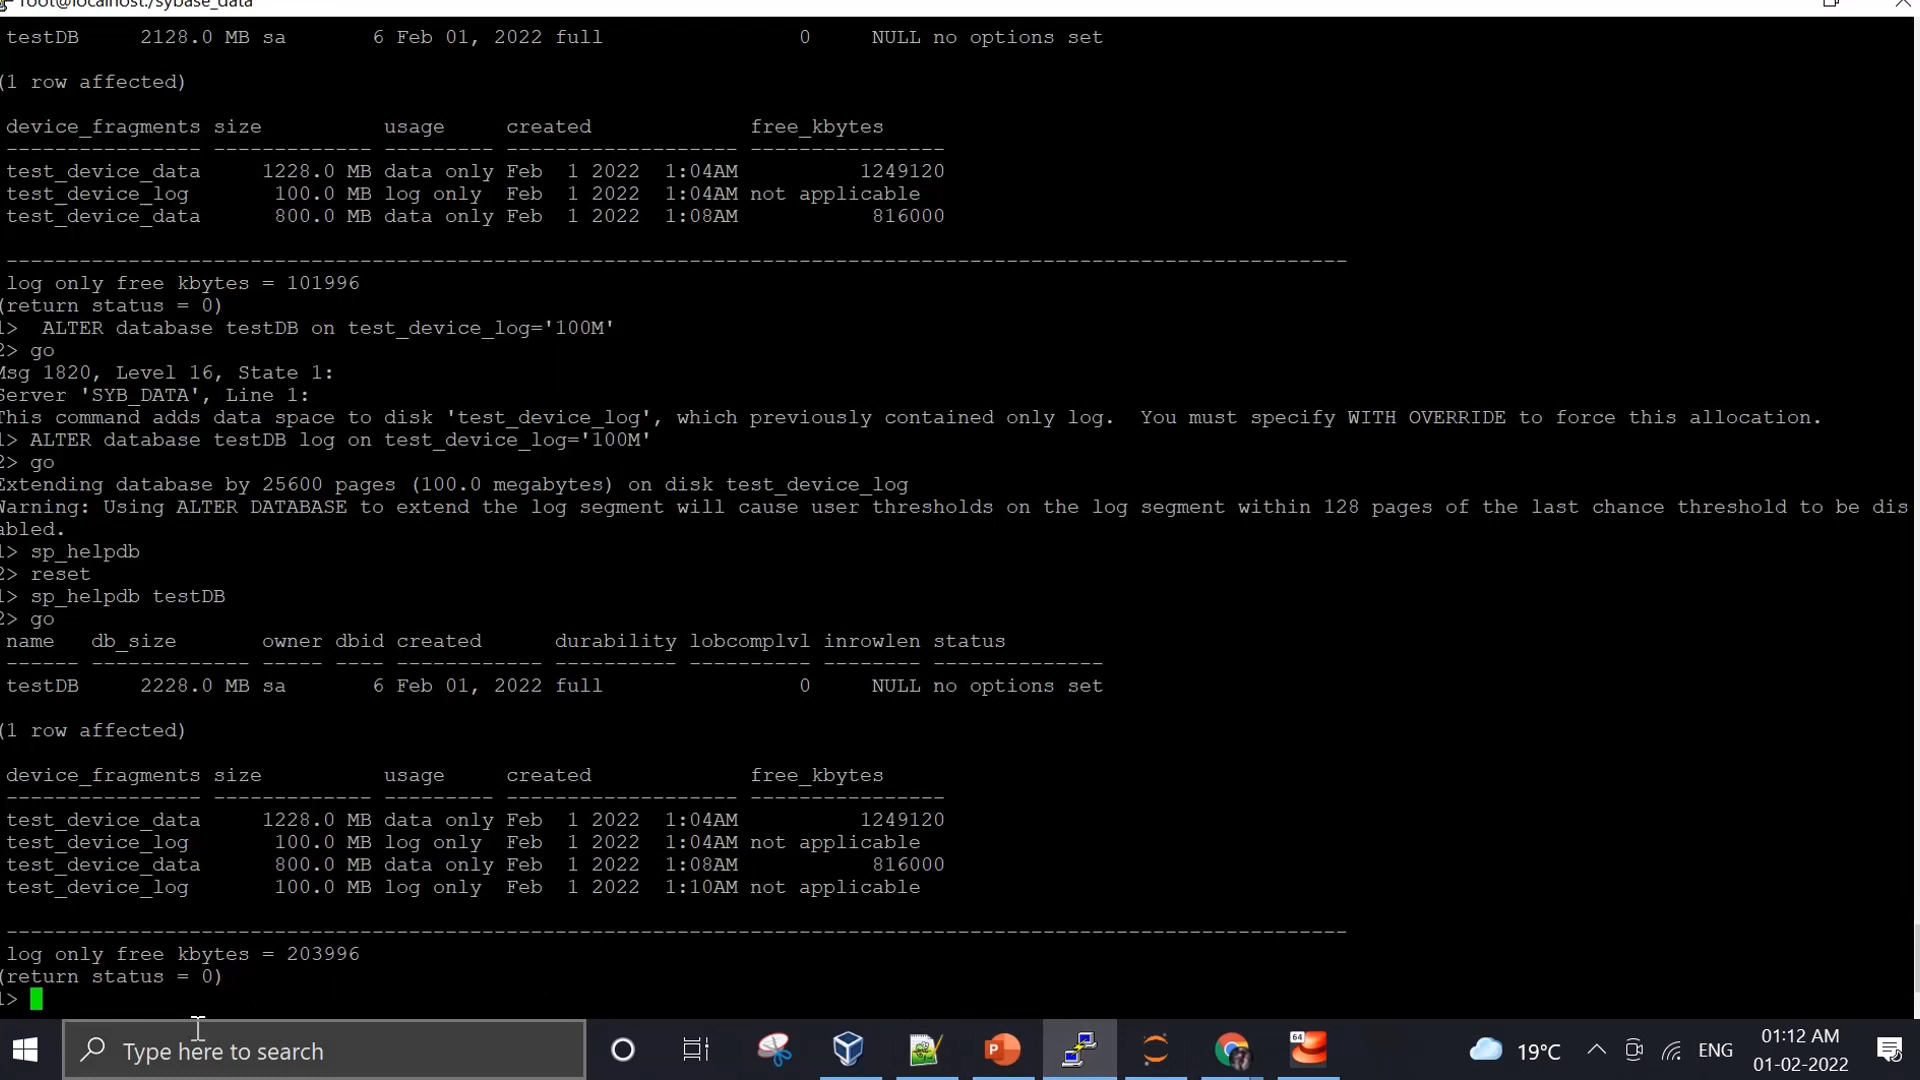 root@localhost:/sybase_data
testDB 2128.0 MB sa 6 Feb 01, 2022 full 0 NULL no options set
(1 row affected)
device_fragments size usage created free_kbytes
---------------- ------------- --------- ------------------- ----------------
test_device_data 1228.0 MB data only Feb 1 2022 1:04AM 1249120
test_device_log 100.0 MB log only Feb 1 2022 1:04AM not applicable
test_device_data 800.0 MB data only Feb 1 2022 1:08AM 816000
--------------------------------------------------------------------------------------------------------------
log only free kbytes = 101996
(return status = 0)
1> ALTER database testDB on test_device_log='100M'
2> go
Msg 1820, Level 16, State 1:
Server 'SYB_DATA', Line 1:
This command adds data space to disk 'test_device_log', which previously contained only log. You must specify WITH OVERRIDE to force this allocation.
1> ALTER database testDB log on test_device_log='100M'
2> go
Extending database by 25600 pages (100.0 megabytes) on disk test_device_log
Warning: Using ALTER DATABASE to extend the log segment will cause user thresholds on the log segment within 128 pages of the last chance threshold to be dis
abled.
1> sp_helpdb
2> reset
1> sp_helpdb testDB
2> go
name db_size owner dbid created durability lobcomplvl inrowlen status
------ ------------- ----- ---- ------------ ---------- ---------- -------- --------------
testDB 2228.0 MB sa 6 Feb 01, 2022 full 0 NULL no options set
(1 row affected)
device_fragments size usage created free_kbytes
---------------- ------------- --------- ------------------- ----------------
test_device_data 1228.0 MB data only Feb 1 2022 1:04AM 1249120
test_device_log 100.0 MB log only Feb 1 2022 1:04AM not applicable
test_device_data 800.0 MB data only Feb 1 2022 1:08AM 816000
test_device_log 100.0 MB log only Feb 1 2022 1:10AM not applicable
--------------------------------------------------------------------------------------------------------------
log only free kbytes = 203996
(return status = 0)
1>
Type here to search
64
19°C
ENG
01:12 AM
01-02-2022